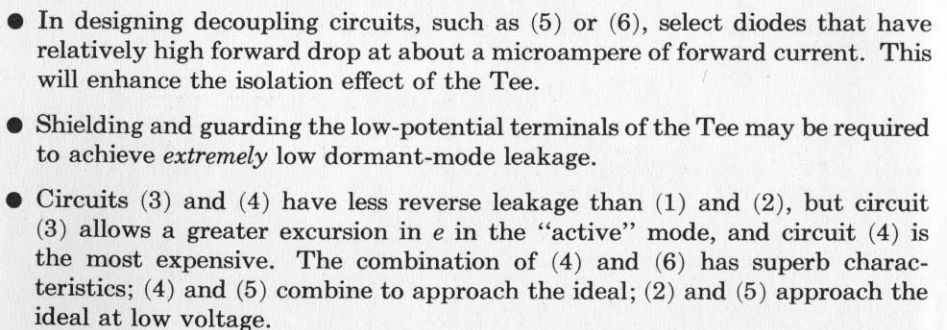 ● In designing decoupling circuits, such as (5) or (6), select diodes that have
relatively high forward drop at about a microampere of forward current. This
will enhance the isolation effect of the Tee.
● Shielding and guarding the low-potential terminals of the Tee may be required
to achieve extremely low dormant-mode leakage.
● Circuits (3) and (4) have less reverse leakage than (1) and (2), but circuit
(3) allows a greater excursion in e in the “active” mode, and circuit (4) is
the most expensive. The combination of (4) and (6) has superb charac-
teristics; (4) and (5) combine to approach the ideal; (2) and (5) approach the
ideal at low voltage.